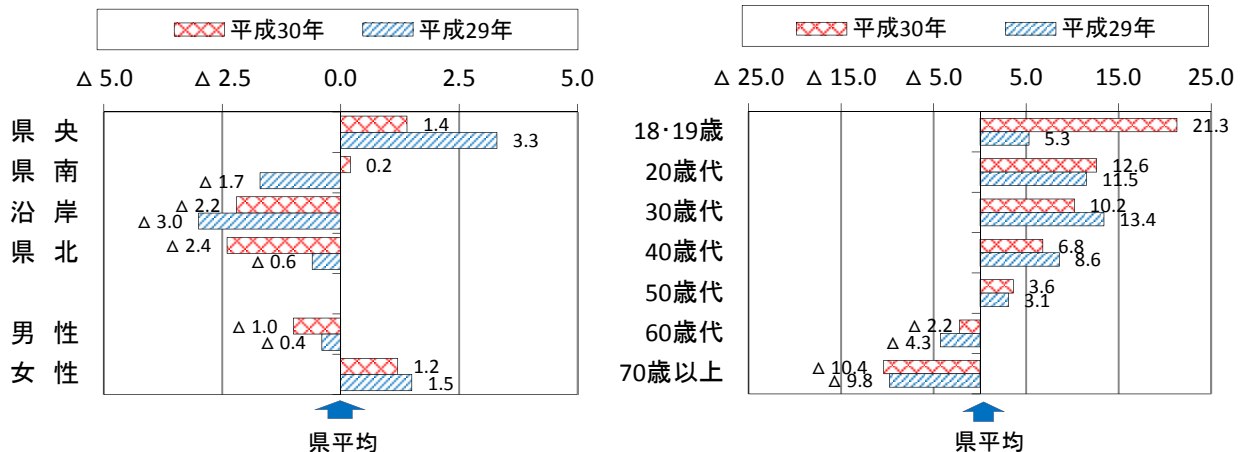 平成30年 平成29年
△ 5.0 △ 2.5 0.0 2.5 5.0
県 央 1.4
3.3
県 南 0.2
△ 1.7
沿 岸 △ 2.2
△ 3.0
県 北 △ 2.4
△ 0.6
男 性 △ 1.0
△ 0.4
女 性 1.2
1.5
県平均
平成30年 平成29年
△ 25.0 △ 15.0 △ 5.0 5.0 15.0 25.0
18・19歳 21.3
5.3
20歳代 12.6
11.5
30歳代 10.2
13.4
40歳代 6.8
8.6
50歳代 3.6
3.1
60歳代 △ 2.2
△ 4.3
70歳以上 △ 10.4
△ 9.8
県平均